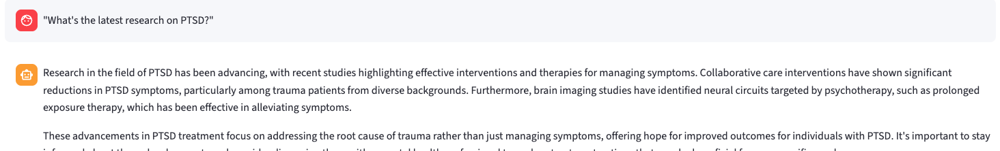 "What's the latest research on PTSD?"
Research in the field of PTSD has been advancing, with recent studies highlighting effective interventions and therapies for managing symptoms. Collaborative care interventions have shown significant
reductions in PTSD symptoms, particularly among trauma patients from diverse backgrounds. Furthermore, brain imaging studies have identified neural circuits targeted by psychotherapy, such as prolonged
exposure therapy, which has been effective in alleviating symptoms.
These advancements in PTSD treatment focus on addressing the root cause of trauma rather than just managing symptoms, offering hope for improved outcomes for individuals with PTSD. It's important to stay